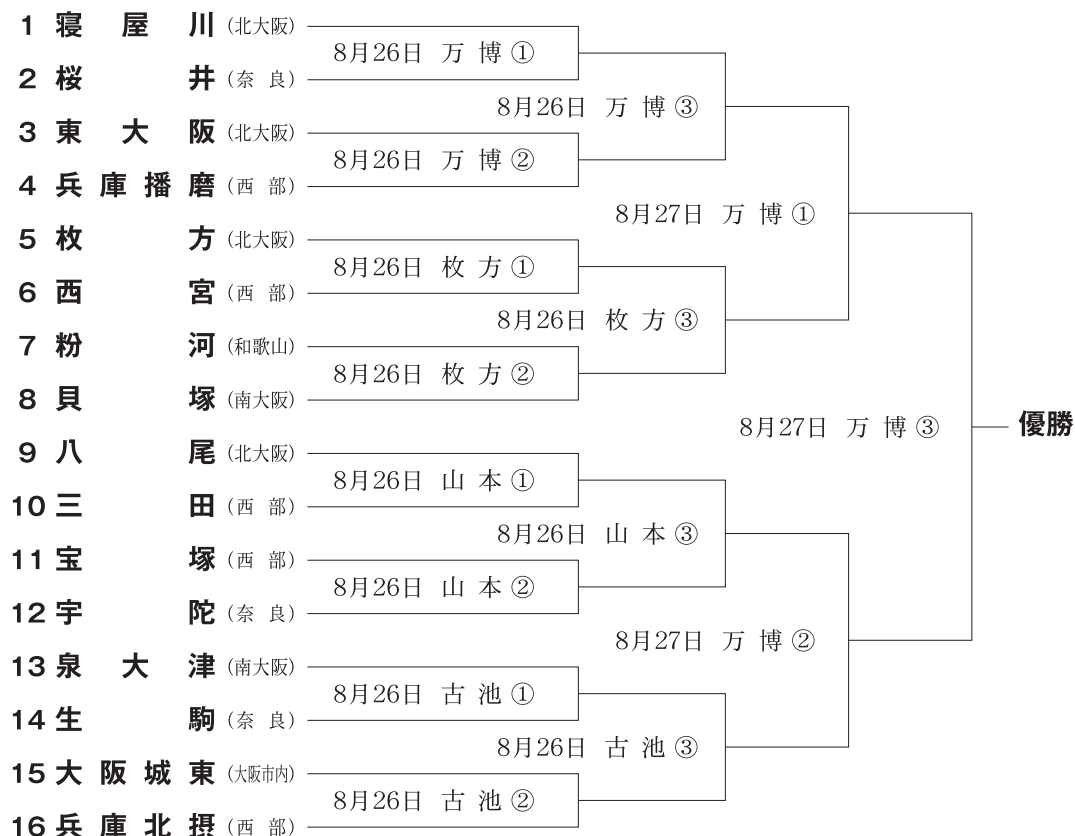 1 寝屋川 (北大阪)
8月26日 万博①
2 桜井 (奈良)
8月26日 万博③
3 東大阪 (北大阪)
8月26日 万博②
4 兵庫播磨 (西部)
8月27日 万博①
5 枚方 (北大阪)
8月26日 枚方①
6 西宮 (西部)
8月26日 枚方③
7 粉河 (和歌山)
8月26日 枚方②
8 貝塚 (南大阪)
8月27日 万博③
優勝
9 八尾 (北大阪)
8月26日 山本①
10 三田 (西部)
8月26日 山本③
11 宝塚 (西部)
8月26日 山本②
12 宇陀 (奈良)
8月27日 万博②
13 泉大津 (南大阪)
8月26日 古池①
14 生駒 (奈良)
8月26日 古池③
15 大阪城東 (大阪市内)
8月26日 古池②
16 兵庫北摂 (西部)